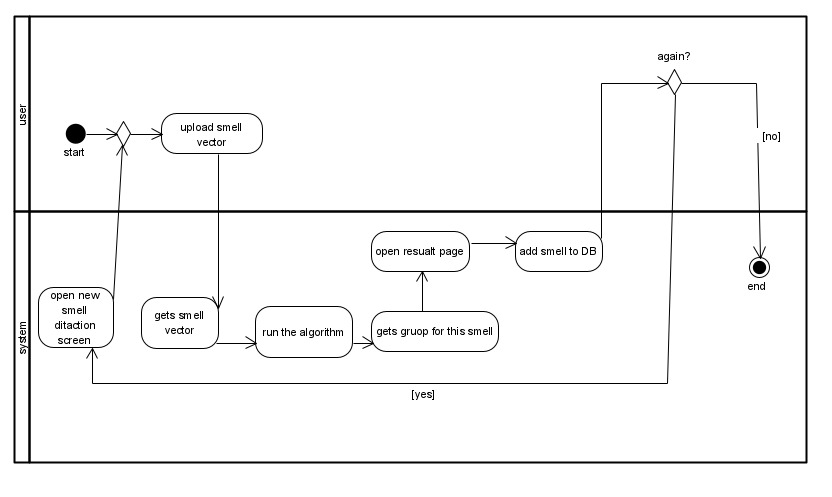 again?
user
upload smell
vector
start
[no]
open resualt page
add smell to DB
end
open new
smell
ditaction
screen
gets smell
vector
run the algorithm
gets gruop for this smell
system
[yes]